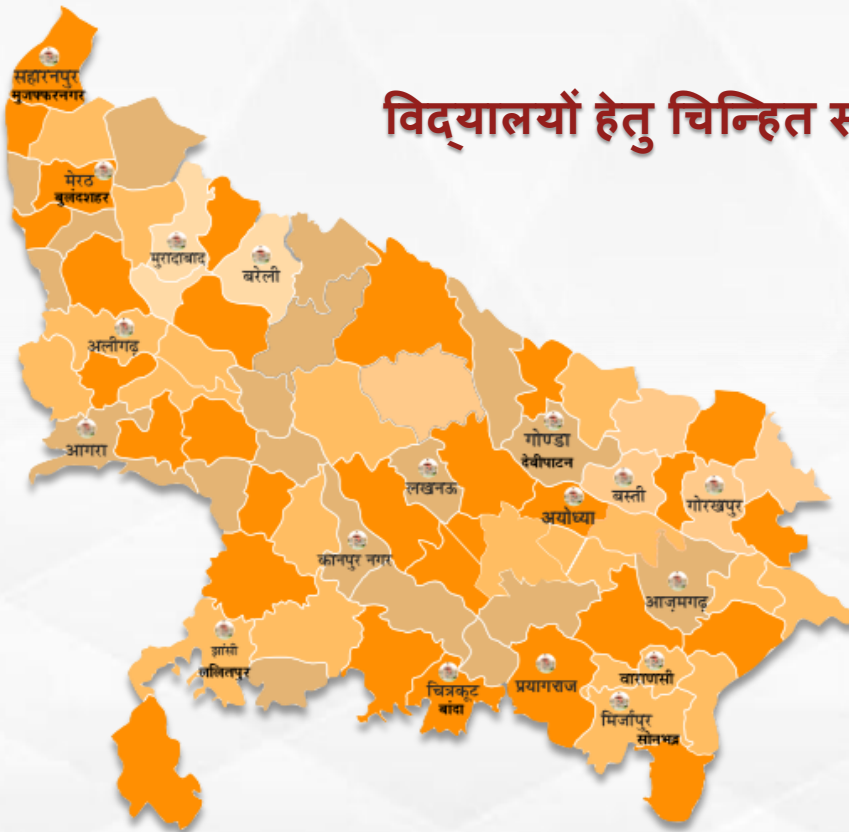 सहारनपुर
मुजफ्करनगर
विद्यालयों हेतु चिन्हित
मेरठ
बुलंदशहर
मुरादाबाद
बरेली
अलीगढ़
आगरा
गोण्डा
देवीपाटन
लखनऊ
बस्ती
गोरखपुर
अयोध्या
कानपुर नगर
आज़मगढ़
झांसी
ललितपुर
चित्रकूट
बांदा
प्रयागराज
वाराणसी
मिर्जापुर
सोनभद्र